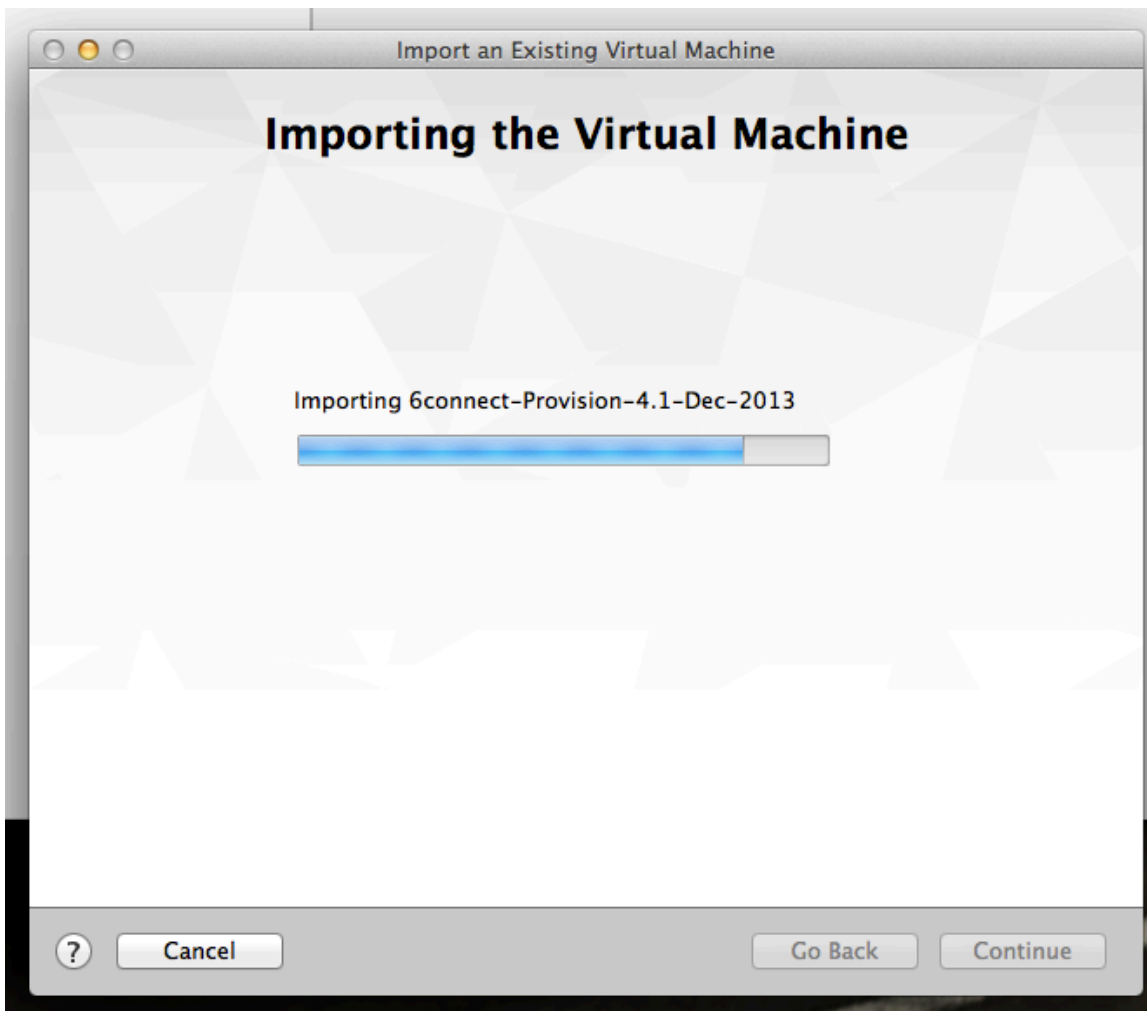 Import an Existing Virtual Machine
Importing the Virtual Machine
Importing 6connect-Provision-4.1-Dec-2013
? Cancel Go Back Continue